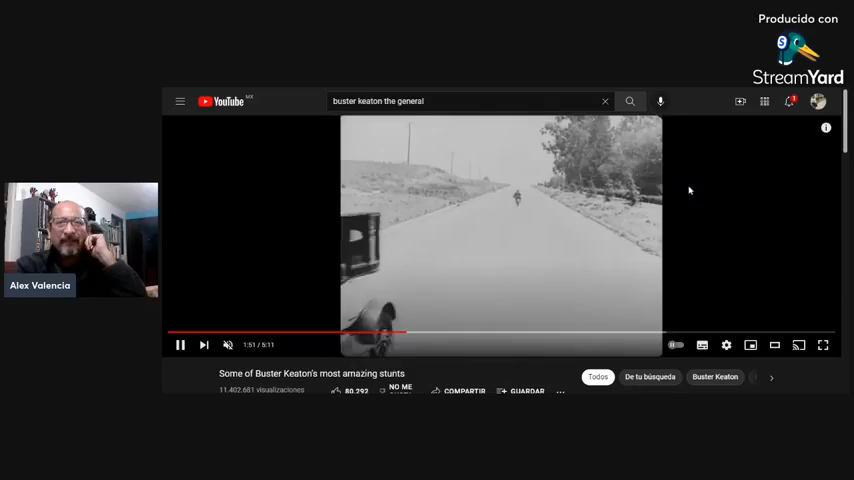 Producido con
StreamYard
YouTube MX
buster keaton the general
1
Alex Valencia
1:51 / 5:11
Some of Buster Keaton's most amazing stunts
Todos
De tu búsqueda
Buster Keaton
11.402.681 visualizaciones
80.292
NO ME
COMPARTIR
GUARDAR